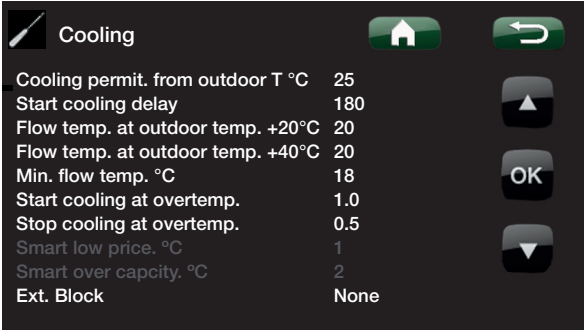 Cooling
Cooling permit. from outdoor T °C 25
Start cooling delay 180
Flow temp. at outdoor temp. +20°C 20
Flow temp. at outdoor temp. +40°C 20
Min. flow temp. °C 18
Start cooling at overtemp. 1.0
Stop cooling at overtemp. 0.5
Smart low price. ºC 1
Smart over capcity. ºC 2
Ext. Block None
OK